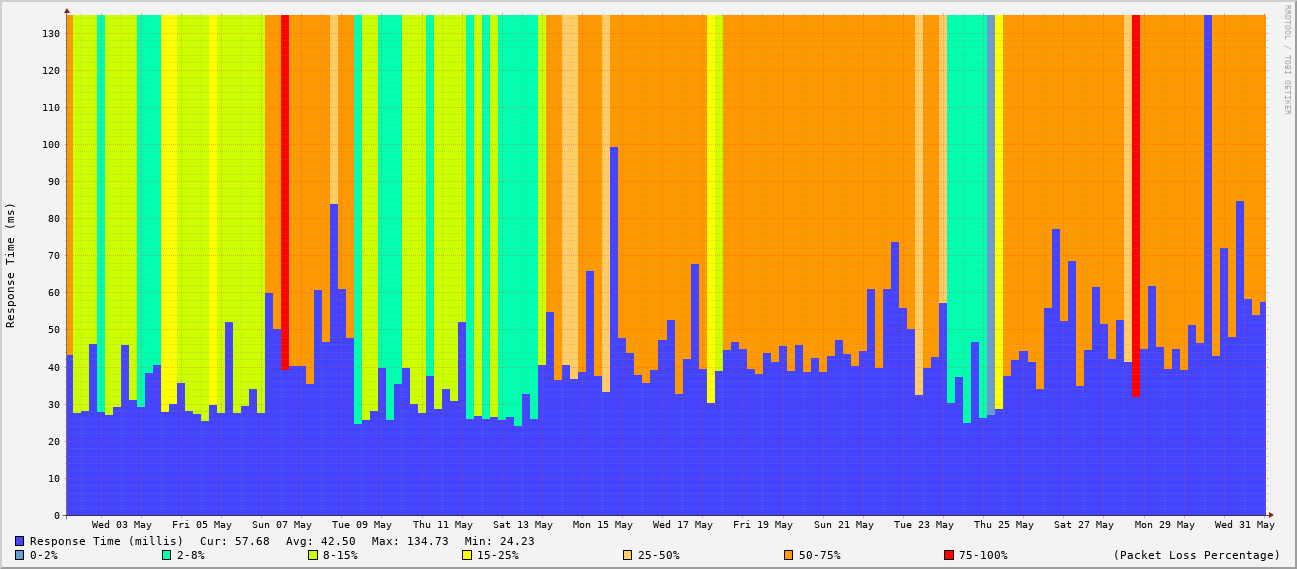 RRDTOOL / TOBI OETIKER
Response Time (ms)
130
120
110
100
90
80
70
60
50
40
30
20
10
0
Wed 03 May Fri 05 May Sun 07 May Tue 09 May Thu 11 May Sat 13 May Mon 15 May Wed 17 May Fri 19 May Sun 21 May Tue 23 May Thu 25 May Sat 27 May Mon 29 May Wed 31 May
Response Time (millis) Cur: 57.68 Avg: 42.50 Max: 134.73 Min: 24.23
0-2% 2-8% 8-15% 15-25% 25-50% 50-75% 75-100% (Packet Loss Percentage)